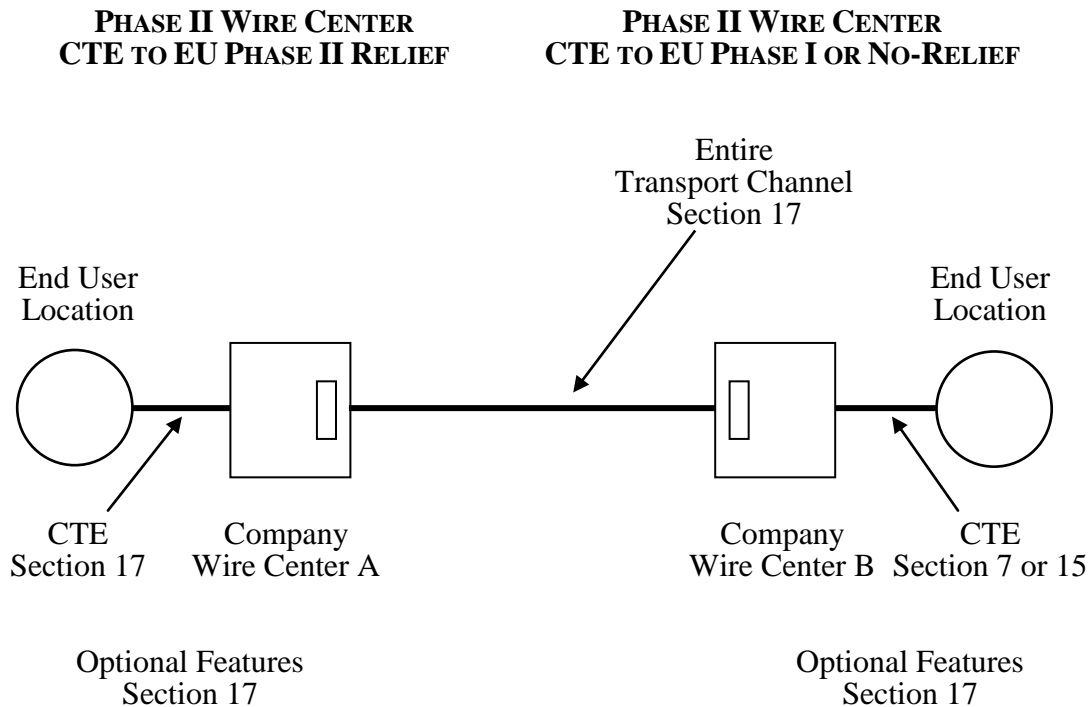 PHASE II WIRE CENTER
CTE TO EU PHASE II RELIEF
PHASE II WIRE CENTER
CTE TO EU PHASE I OR NO-RELIEF
Entire
Transport Channel
Section 17
End User
Location
End User
Location
CTE
Section 17
Company
Wire Center A
Company
Wire Center B
CTE
Section 7 or 15
Optional Features
Section 17
Optional Features
Section 17